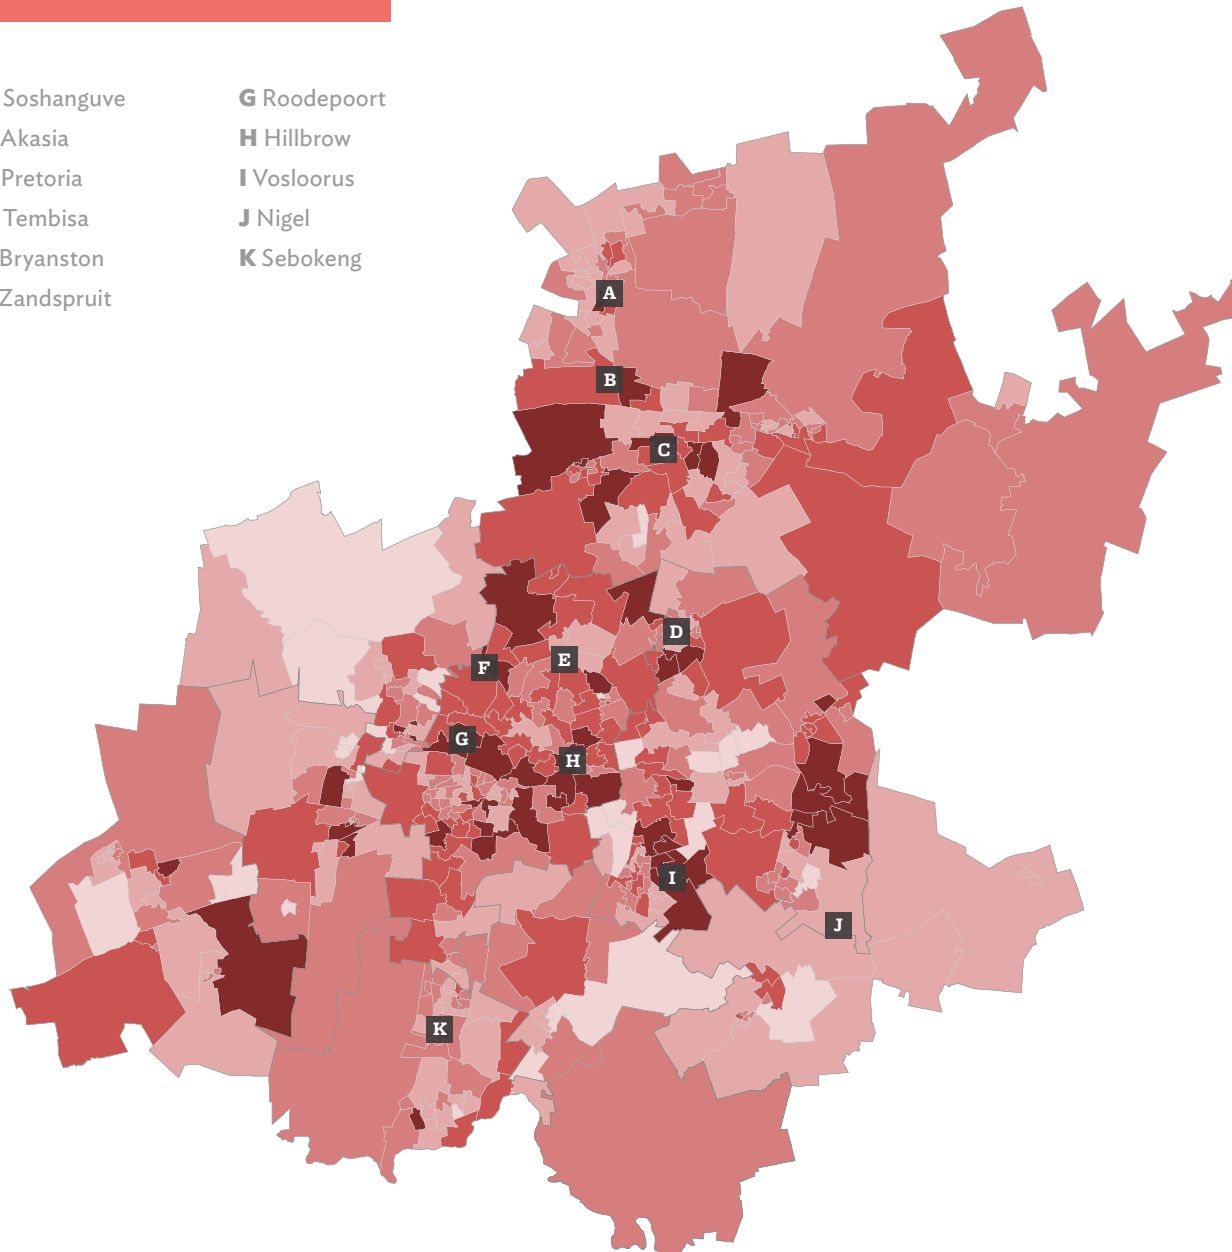 Soshanguve
Akasia
Pretoria
Tembisa
Bryanston
Zandspruit
G Roodepoort
H Hillbrow
I Vosloorus
J Nigel
K Sebokeng
A
B
C
D
E
F
G
H
I
J
K